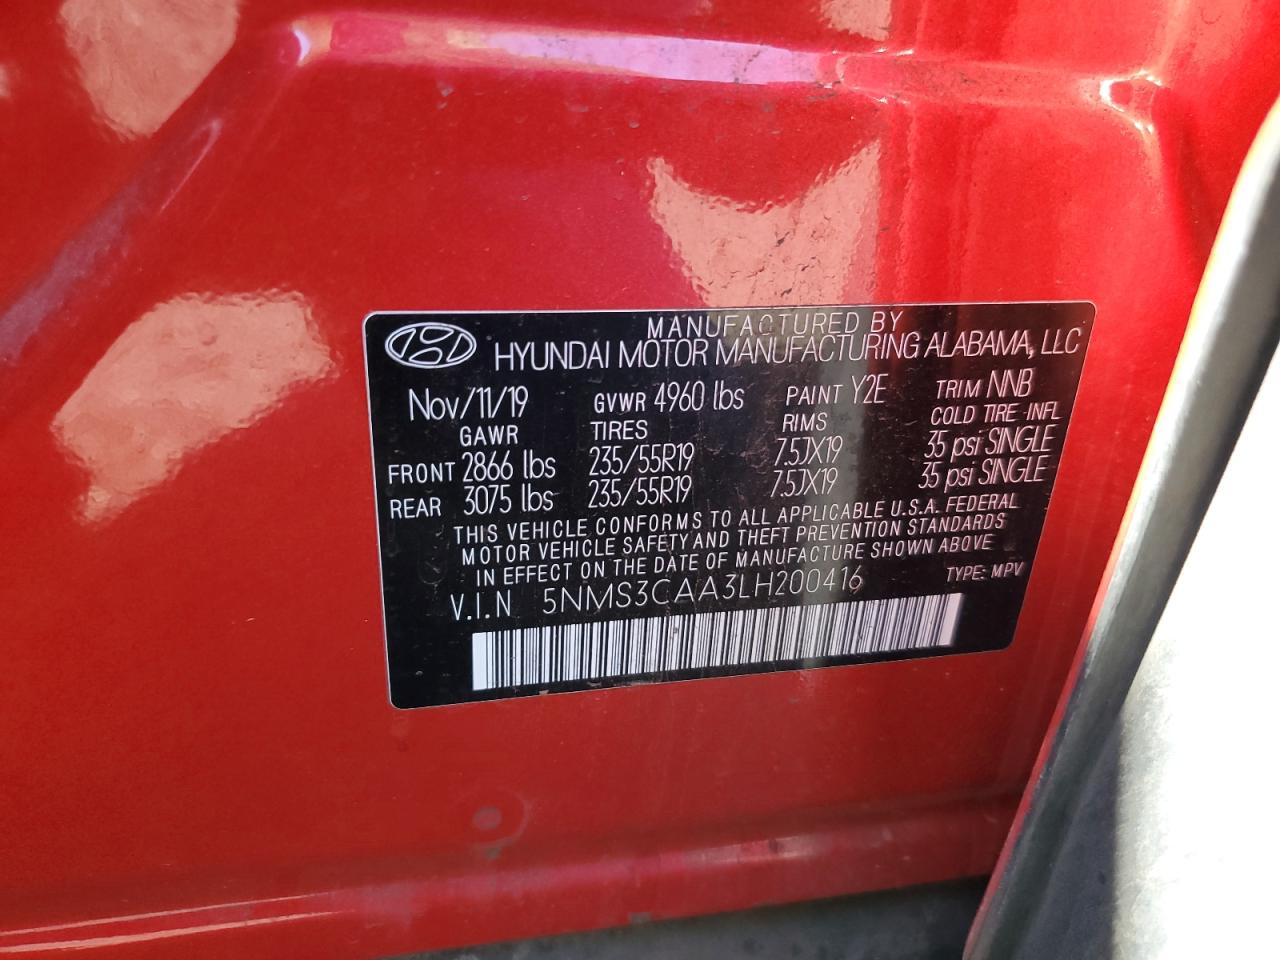 MANUFACTURED BY
HYUNDAI MOTOR MANUFACTURING ALABAMA, LLC
Nov/11/19 GVWR 4960 lbs PAINT Y2E TRIM NNB
GAWR TIRES RIMS COLD TIRE INFL
FRONT 2866 lbs 235/55R19 7.5JX19 35 psi SINGLE
REAR 3075 lbs 235/55R19 7.5JX19 35 psi SINGLE
THIS VEHICLE CONFORMS TO ALL APPLICABLE U.S.A. FEDERAL
MOTOR VEHICLE SAFETY AND THEFT PREVENTION STANDARDS
IN EFFECT ON THE DATE OF MANUFACTURE SHOWN ABOVE
V.I.N 5NMS3CAA3LH200416 TYPE: MPV